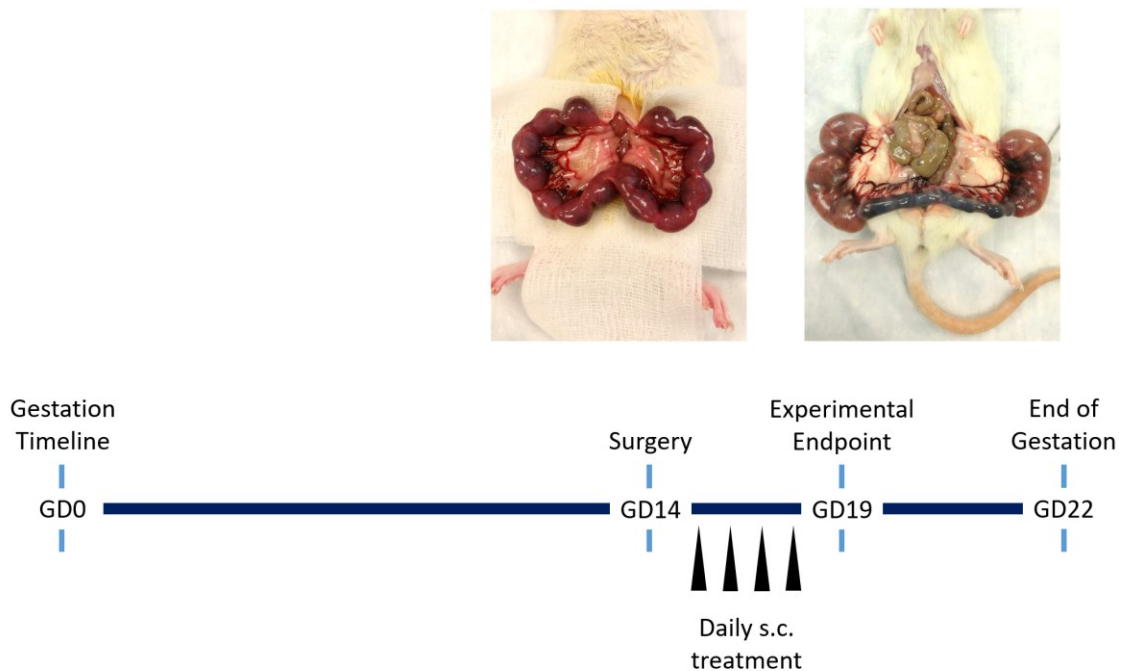 Gestation
Timeline
Surgery
Experimental
Endpoint
End of
Gestation
GD0
GD14
GD19
GD22
Daily s.c.
treatment